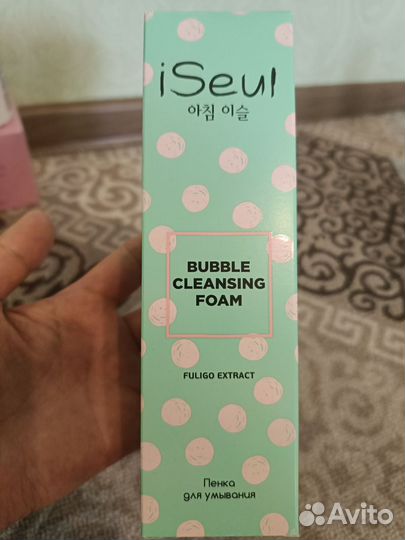 iSeul
아침 이슬
BUBBLE
CLEANSING
FOAM
FULIGO EXTRACT
Пенка
для умывания
Avito